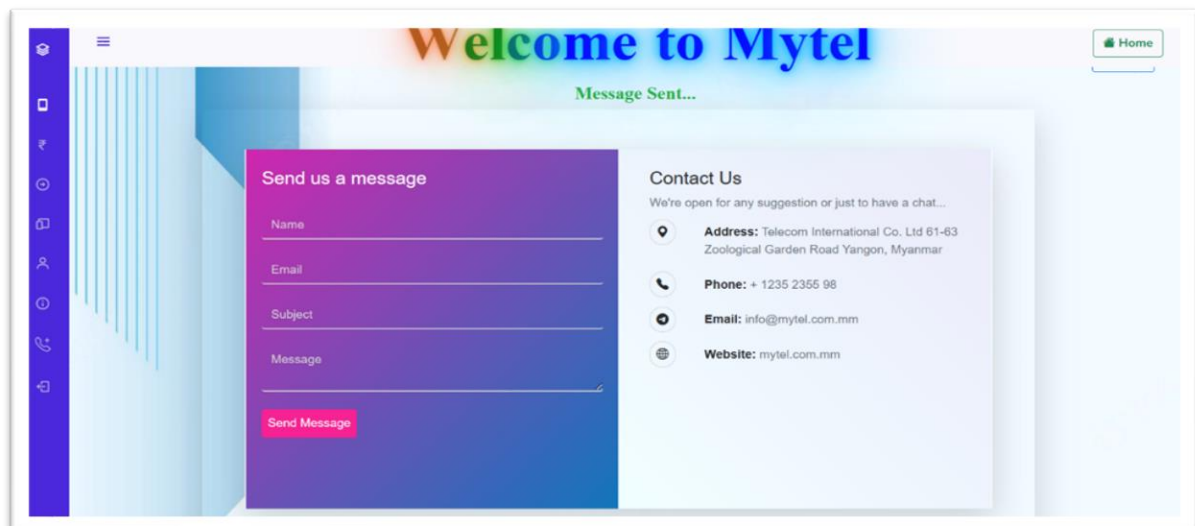 Welcome to Mytel
Home
Message Sent...
Send us a message
Name
Email
Subject
Message
Send Message
Contact Us
We're open for any suggestion or just to have a chat...
Address: Telecom International Co. Ltd 61-63
Zoological Garden Road Yangon, Myanmar
Phone: + 1235 2355 98
Email: info@mytel.com.mm
Website: mytel.com.mm